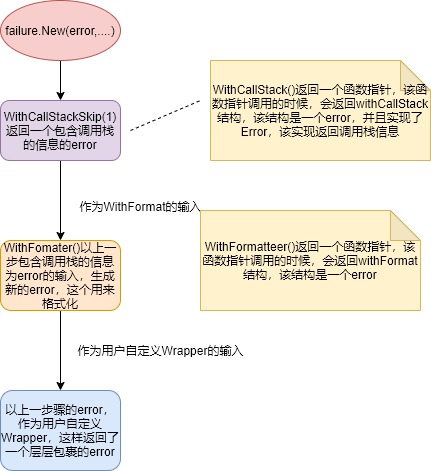 failure.New(error,....)
WithCallStackSkip(1)
返回一个包含调用栈
的信息的error
WithCallStack()返回一个函数指针，该函
数指针调用的时候，会返回withCallStack
结构，该结构是一个error，并且实现了
Error，该实现返回调用栈信息
作为WithFormat的输入
WithFomater()以上一
步包含调用栈的信息
为error的输入，生成
新的error，这个用来
格式化
WithFormatteer()返回一个函数指针，该
函数指针调用的时候，会返回withFormat
结构，该结构是一个error
作为用户自定义Wrapper的输入
以上一步骤的error，
作为用户自定义
Wrapper，这样返回了
一个层层包裹的error